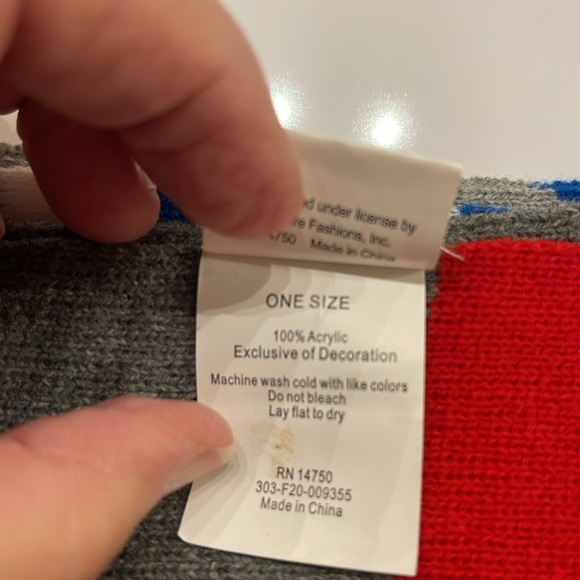 under license by
Fashions, Inc.
Made in China
ONE SIZE
100% Acrylic
Exclusive of Decoration
Machine wash cold with like colors
Do not bleach
Lay flat to dry
RN 14750
303-F20-009355
Made in China